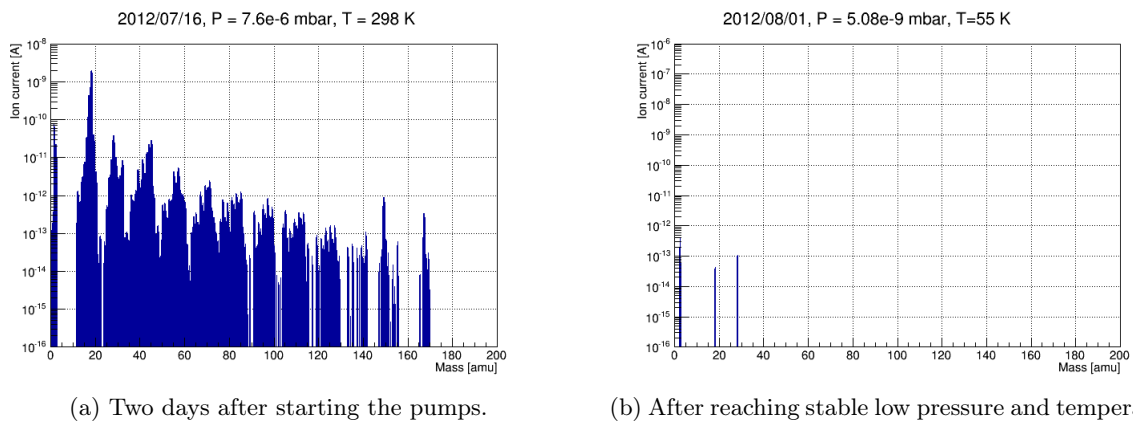 2012/07/16, P = 7.6e-6 mbar, T = 298 K
Ion current [A]
10⁻⁸
10⁻⁹
10⁻¹⁰
10⁻¹¹
10⁻¹²
10⁻¹³
10⁻¹⁴
10⁻¹⁵
10⁻¹⁶
0 20 40 60 80 100 120 140 160 180 200
Mass [amu]
(a) Two days after starting the pumps.
2012/08/01, P = 5.08e-9 mbar, T=55 K
Ion current [A]
10⁻⁶
10⁻⁷
10⁻⁸
10⁻⁹
10⁻¹⁰
10⁻¹¹
10⁻¹²
10⁻¹³
10⁻¹⁴
10⁻¹⁵
10⁻¹⁶
0 20 40 60 80 100 120 140 160 180 200
Mass [amu]
(b) After reaching stable low pressure and temper